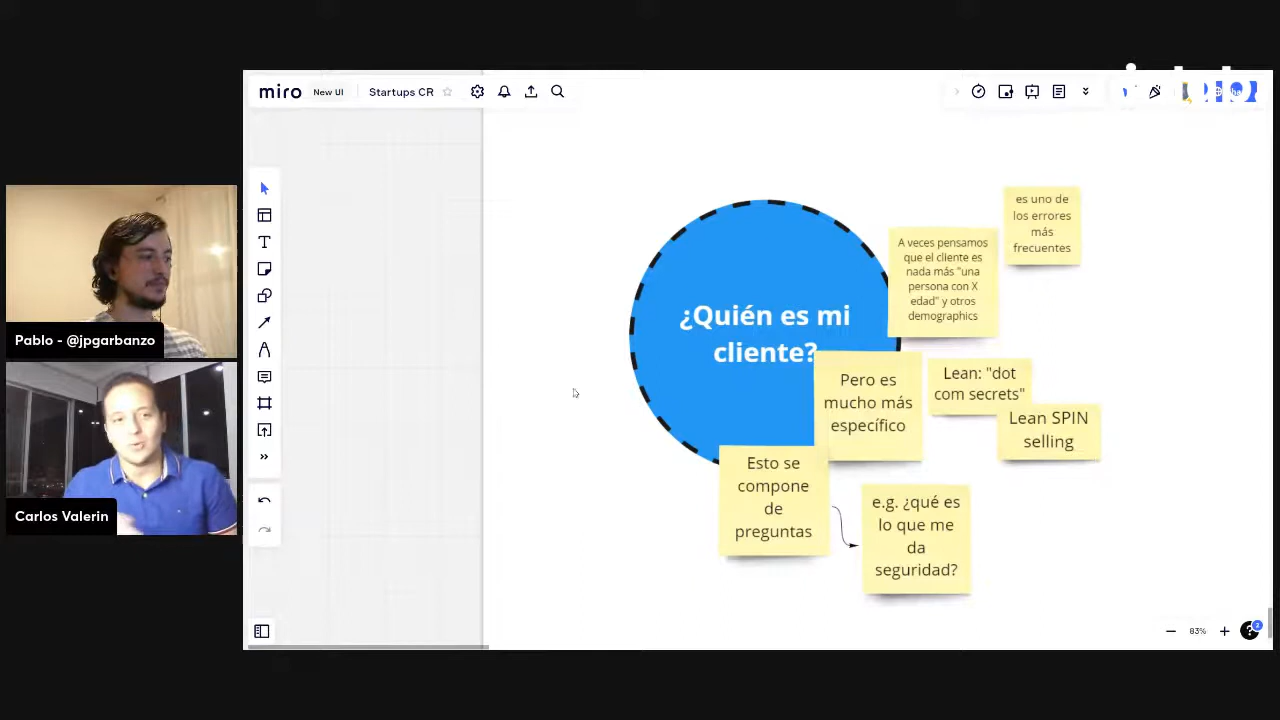 miro
New UI
Startups CR
es uno de
los errores
más
frecuentes
A veces pensamos
que el cliente es
nada más "una
persona con X
edad" y otros
demographics
¿Quién es mi
cliente?
Pero es
mucho más
específico
Lean: "dot
com secrets"
Lean SPIN
selling
Esto se
compone
de
preguntas
e.g. ¿qué es
lo que me
da
seguridad?
Pablo - @jpgarbanzo
Carlos Valerin
83%
?
2